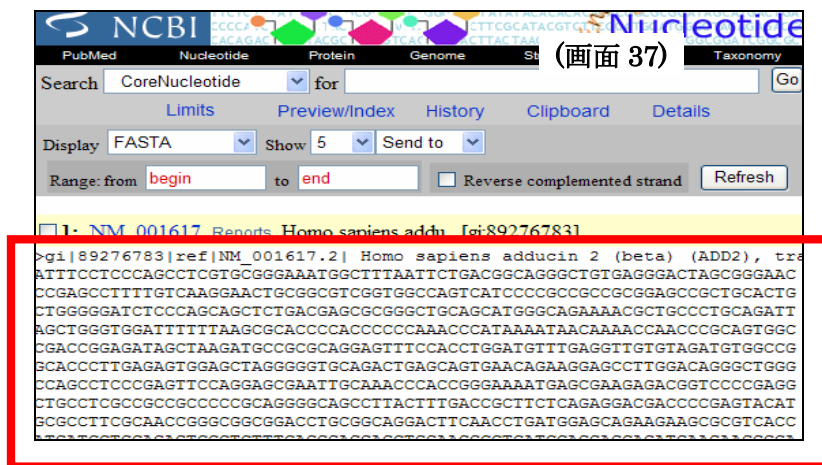 NCBI
Nucleotide
(画面 37)
PubMed Nucleotide Protein Genome Taxonomy
Search CoreNucleotide for Go
Limits Preview/Index History Clipboard Details
Display FASTA Show 5 Send to
Range: from begin to end Reverse complemented strand Refresh
1: NM_001617 Reports Homo sapiens addu...[gi:89276783]
>gi|89276783|ref|NM_001617.2| Homo sapiens adducin 2 (beta) (ADD2), tra
ATTTCCTCCCAGCCTCGTGCGGGAAATGGCTTTAATTCTGACGGCAGGGCTGTGAGGGACTAGCGGGAAC
CCGAGCCTTTTGTCAAGGAACTGCGGCGTCGGTGGCCAGTCATCCCCGCCGCCGCGGAGCCGCTGCACTG
CTGGGGGATCTCCCAGCAGCTCTGACGAGCGCGGGCTGCAGCATGGGCAGAAAACGCTGCCCTGCAGATT
AGCTGGGTGGATTTTTTAAGCGCACCCCACCCCCCAAACCCATAAAATAACAAAACCAACCCGCAGTGGC
CGACCGGAGATAGCTAAGATGCCGCGCAGGAGTTTCCACCTGGATGTTTGAGGTTGTGTAGATGTGGCCG
GCACCCTTGAGAGTGGAGCTAGGGGGTGCAGACTGAGCAGTGAACAGAAGGAGCCTTGGACAGGGCTGGG
CCAGCCTCCCGAGTTCCAGGAGCGAATTGCAAACCCACCGGGAAAATGAGCGAAGAGACGGTCCCCGAGG
CTGCCTCGCCGCCGCCCCCGCAGGGGCAGCCTTACTTTGACCGCTTCTCAGAGGACGACCCCGAGTACAT
GCGCCTTCGCAACCGGGCGGCGGACCTGCGGCAGGACTTCAACCTGATGGAGCAGAAGAAGCGCGTCACC